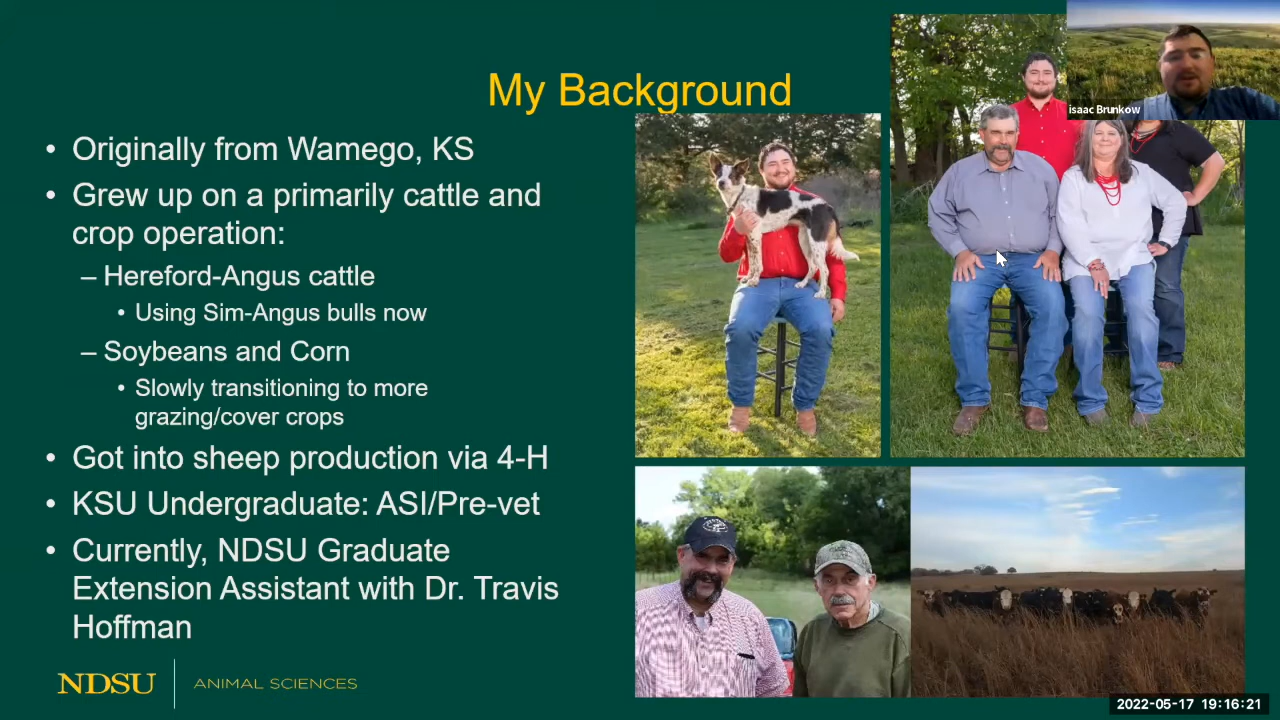 My Background
isaac Brunkow
• Originally from Wamego, KS
• Grew up on a primarily cattle and
crop operation:
– Hereford-Angus cattle
• Using Sim-Angus bulls now
– Soybeans and Corn
• Slowly transitioning to more
grazing/cover crops
• Got into sheep production via 4-H
• KSU Undergraduate: ASI/Pre-vet
• Currently, NDSU Graduate
Extension Assistant with Dr. Travis
Hoffman
NDSU ANIMAL SCIENCES
2022-05-17 19:16:21